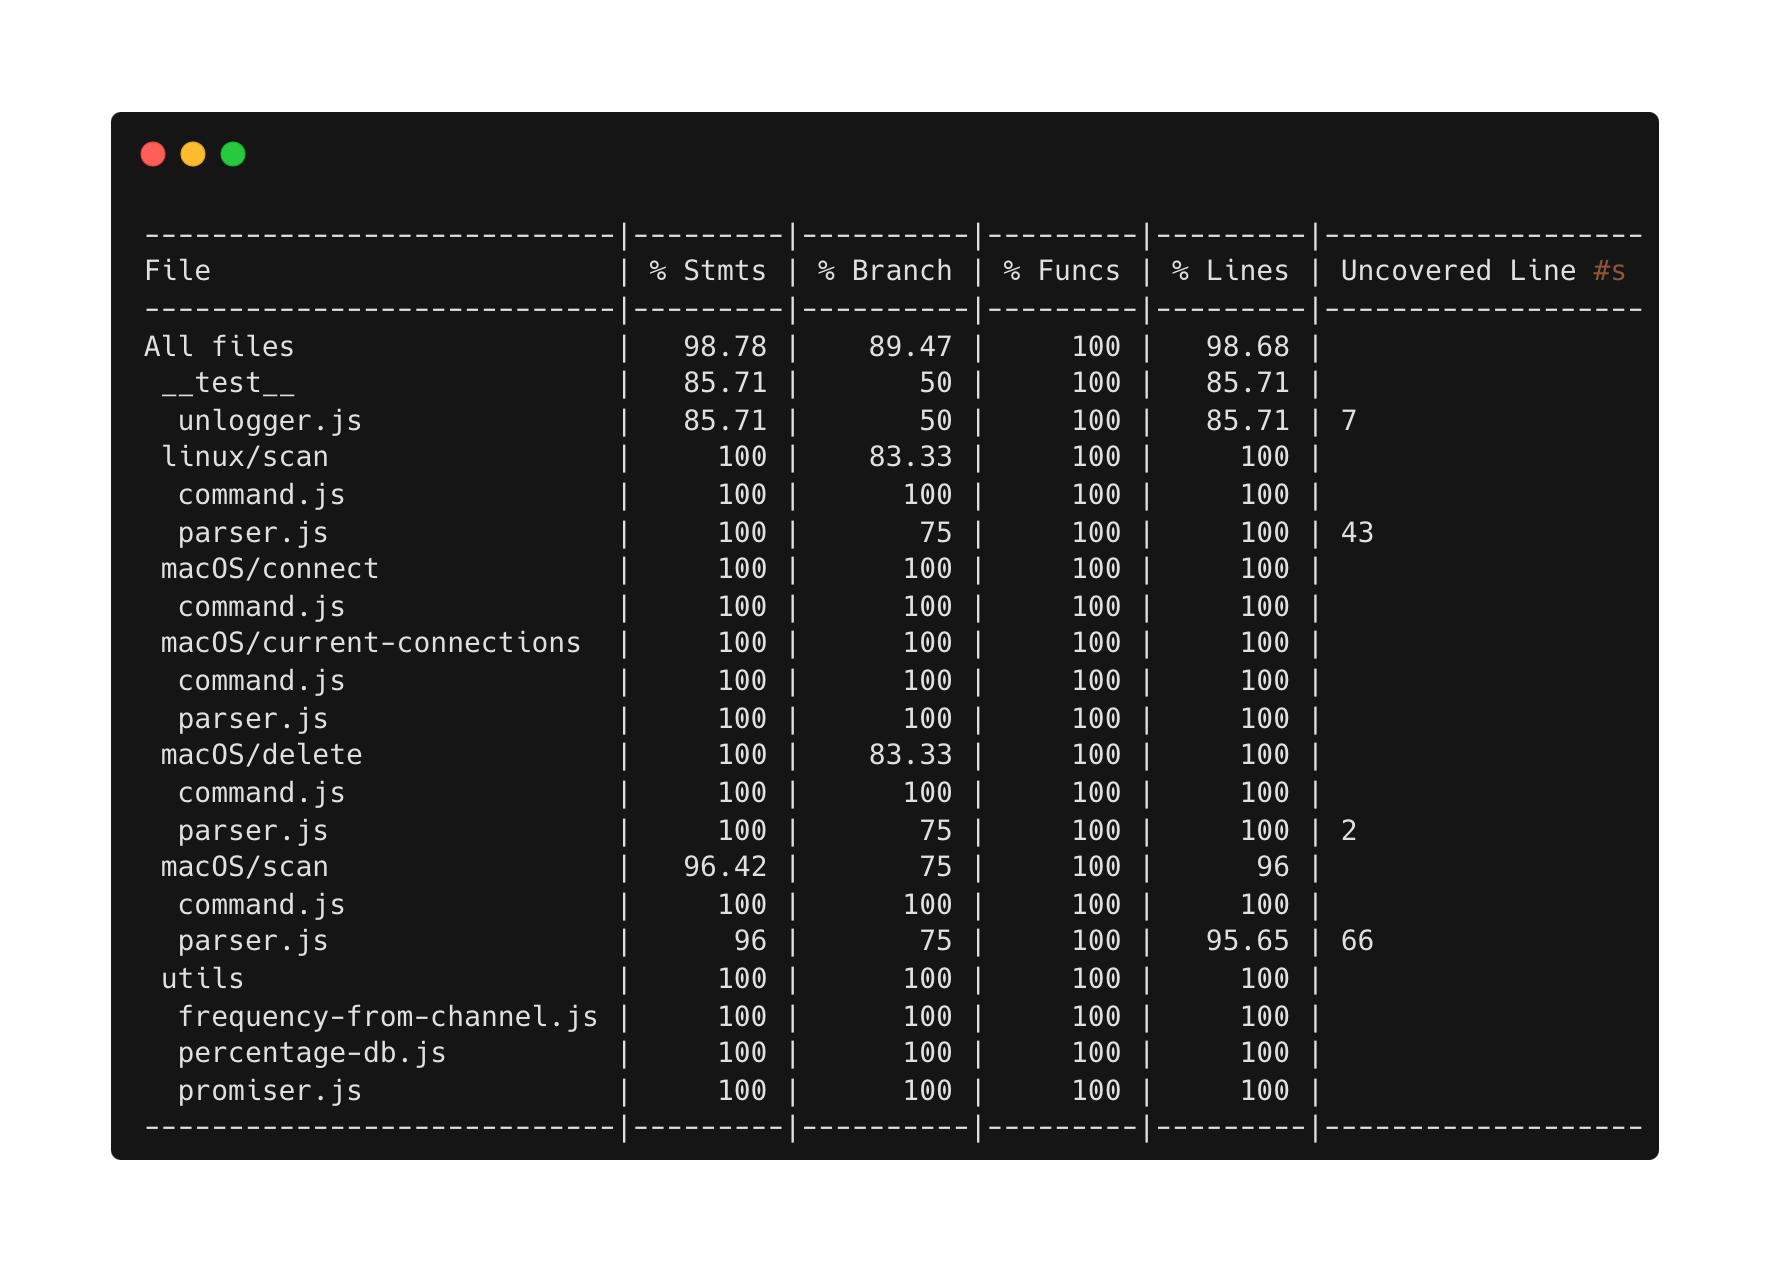 ---------------------------|---------|----------|---------|---------|-------------------
File                       | % Stmts | % Branch | % Funcs | % Lines | Uncovered Line #s
---------------------------|---------|----------|---------|---------|-------------------
All files                  |   98.78 |    89.47 |     100 |   98.68 |
 __test__                  |   85.71 |       50 |     100 |   85.71 |
  unlogger.js              |   85.71 |       50 |     100 |   85.71 | 7
 linux/scan                |     100 |    83.33 |     100 |     100 |
  command.js               |     100 |      100 |     100 |     100 |
  parser.js                |     100 |       75 |     100 |     100 | 43
 macOS/connect             |     100 |      100 |     100 |     100 |
  command.js               |     100 |      100 |     100 |     100 |
 macOS/current-connections |     100 |      100 |     100 |     100 |
  command.js               |     100 |      100 |     100 |     100 |
  parser.js                |     100 |      100 |     100 |     100 |
 macOS/delete              |     100 |    83.33 |     100 |     100 |
  command.js               |     100 |      100 |     100 |     100 |
  parser.js                |     100 |       75 |     100 |     100 | 2
 macOS/scan                |   96.42 |       75 |     100 |      96 |
  command.js               |     100 |      100 |     100 |     100 |
  parser.js                |      96 |       75 |     100 |   95.65 | 66
 utils                     |     100 |      100 |     100 |     100 |
  frequency-from-channel.js |     100 |      100 |     100 |     100 |
  percentage-db.js         |     100 |      100 |     100 |     100 |
  promiser.js              |     100 |      100 |     100 |     100 |
---------------------------|---------|----------|---------|---------|-------------------